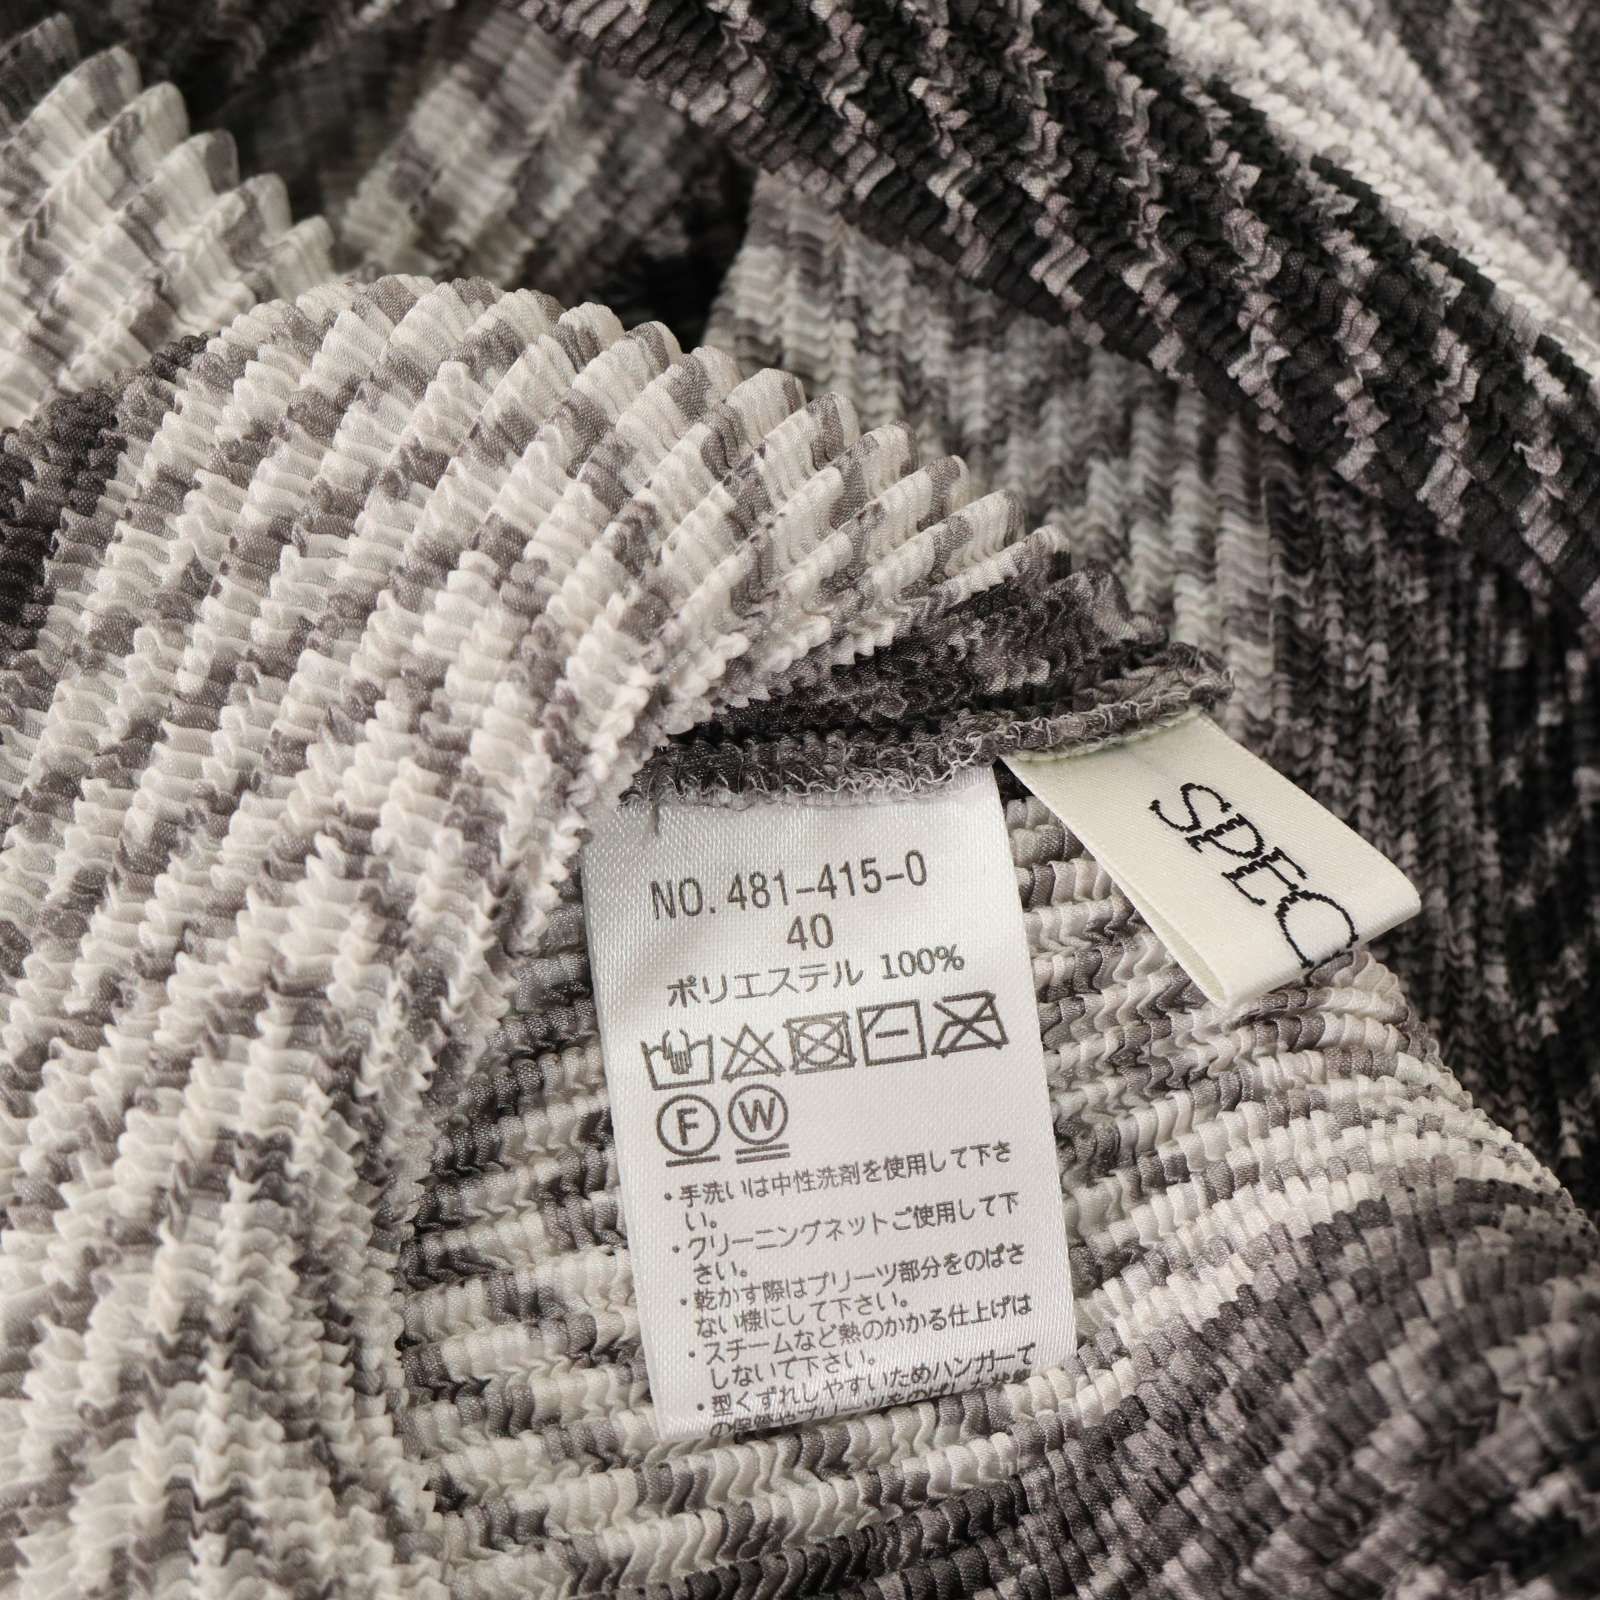 NO. 481-415-0
40
ポリエステル 100%
F W
・手洗いは中性洗剤を使用して下さ
い。
・クリーニングネットご使用して下
さい。
・乾かす際はプリーツ部分をのばさ
ない様にして下さい。
・スチームなど熱のかかる仕上げは
しないで下さい。
・型くずれしやすいためハンガーで
SPEC